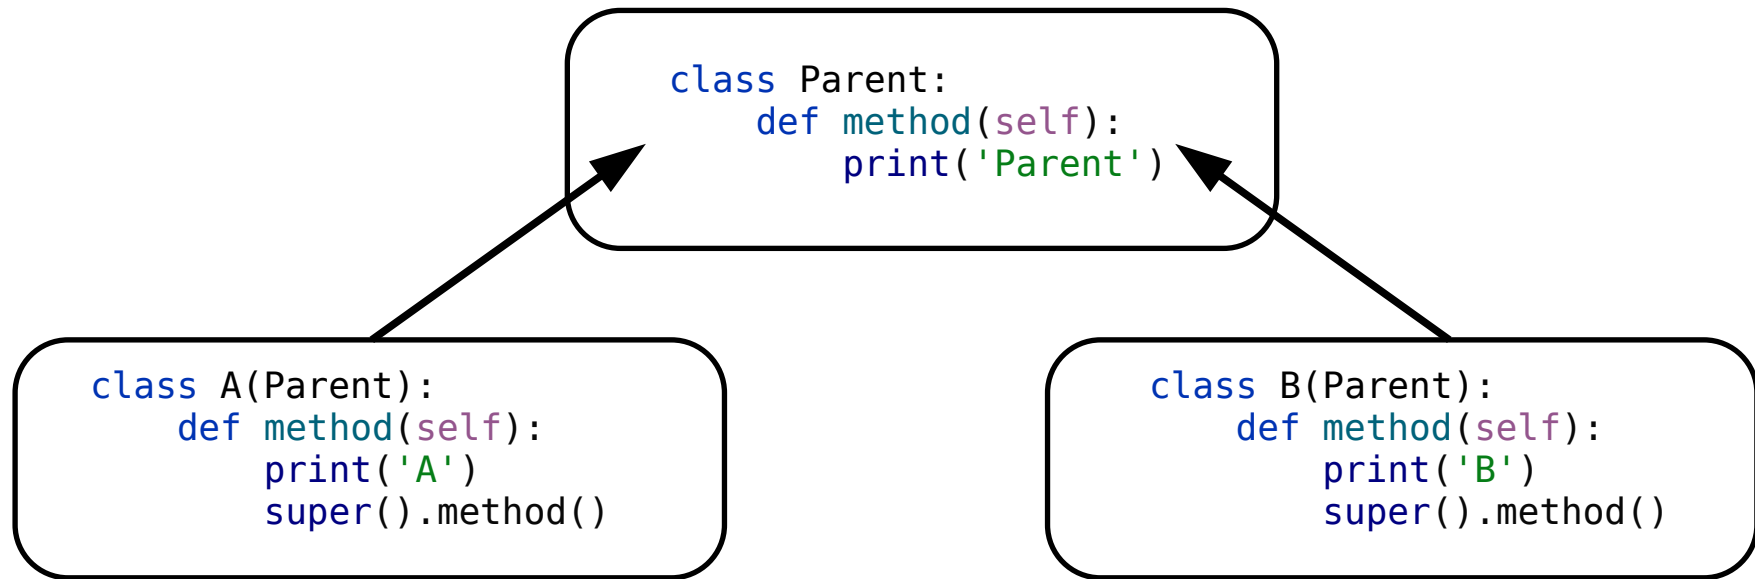 class Parent:
    def method(self):
        print('Parent')
class A(Parent):
    def method(self):
        print('A')
        super().method()
class B(Parent):
    def method(self):
        print('B')
        super().method()